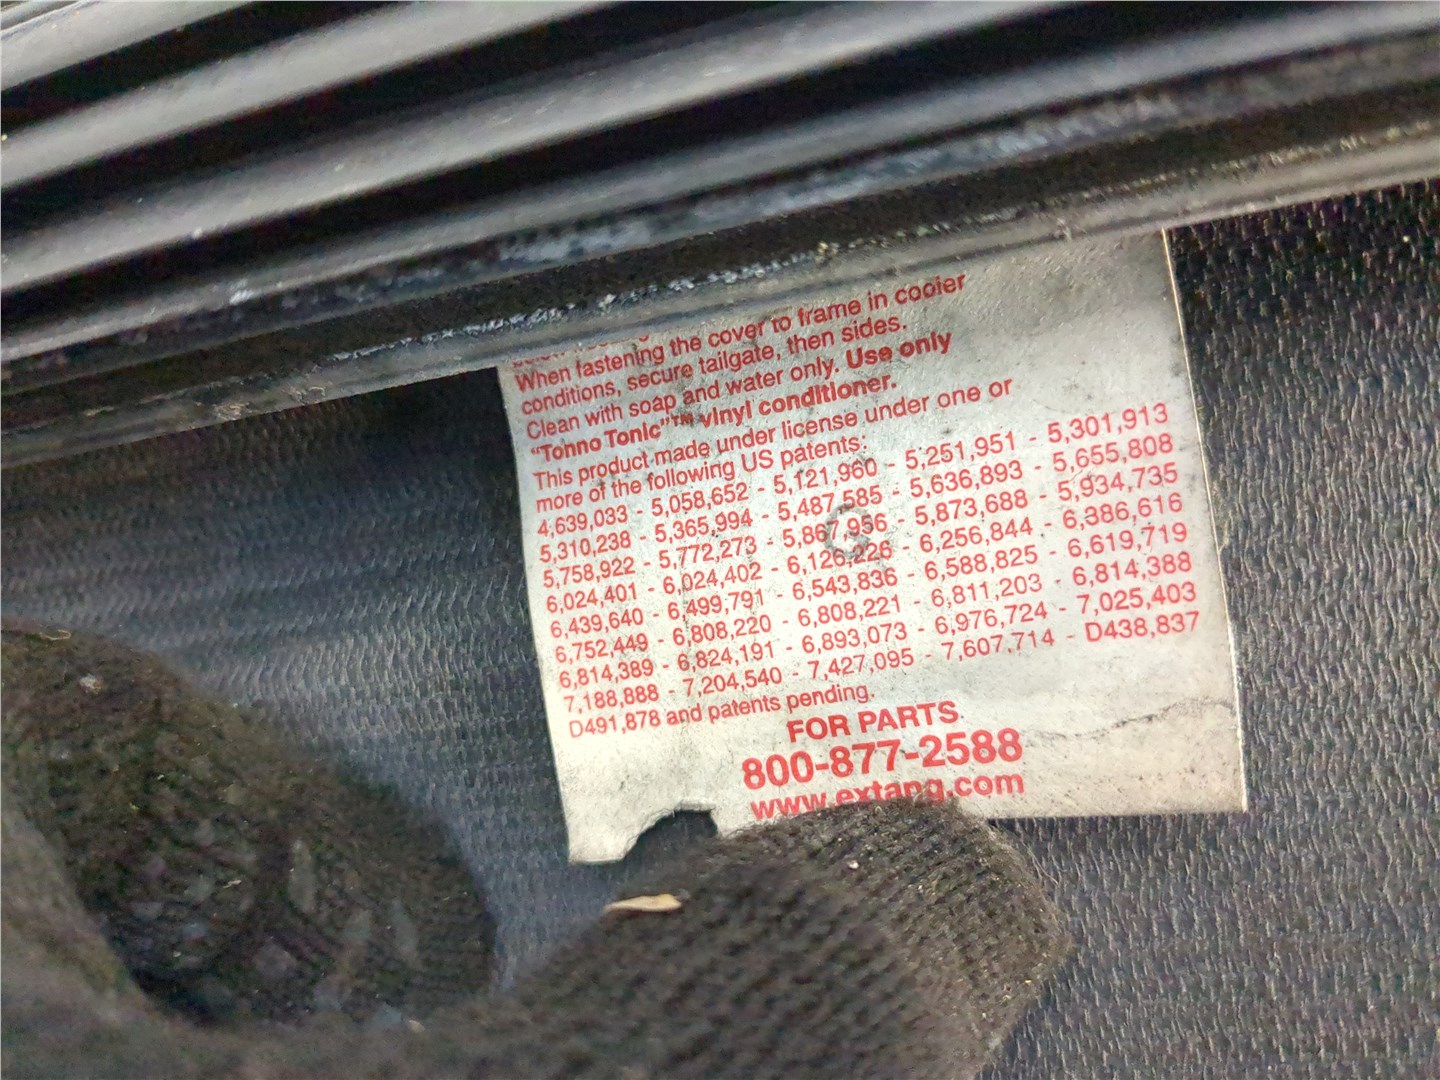 When fastening the cover to frame in cooler
conditions, secure tailgate, then sides.
Clean with soap and water only. Use only
"Tonno Tonic"™ vinyl conditioner.
This product made under license under one or
more of the following US patents:
4,639,033 - 5,058,652 - 5,121,960 - 5,251,951 - 5,301,913
5,310,238 - 5,365,994 - 5,487,585 - 5,636,893 - 5,655,808
5,758,922 - 5,772,273 - 5,867,956 - 5,873,688 - 5,934,735
6,024,401 - 6,024,402 - 6,126,226 - 6,256,844 - 6,386,616
6,439,640 - 6,499,791 - 6,543,836 - 6,588,825 - 6,619,719
6,752,449 - 6,808,220 - 6,808,221 - 6,811,203 - 6,814,388
6,814,389 - 6,824,191 - 6,893,073 - 6,976,724 - 7,025,403
7,188,888 - 7,204,540 - 7,427,095 - 7,607,714 - D438,837
D491,878 and patents pending.
FOR PARTS
800-877-2588
www.extang.com